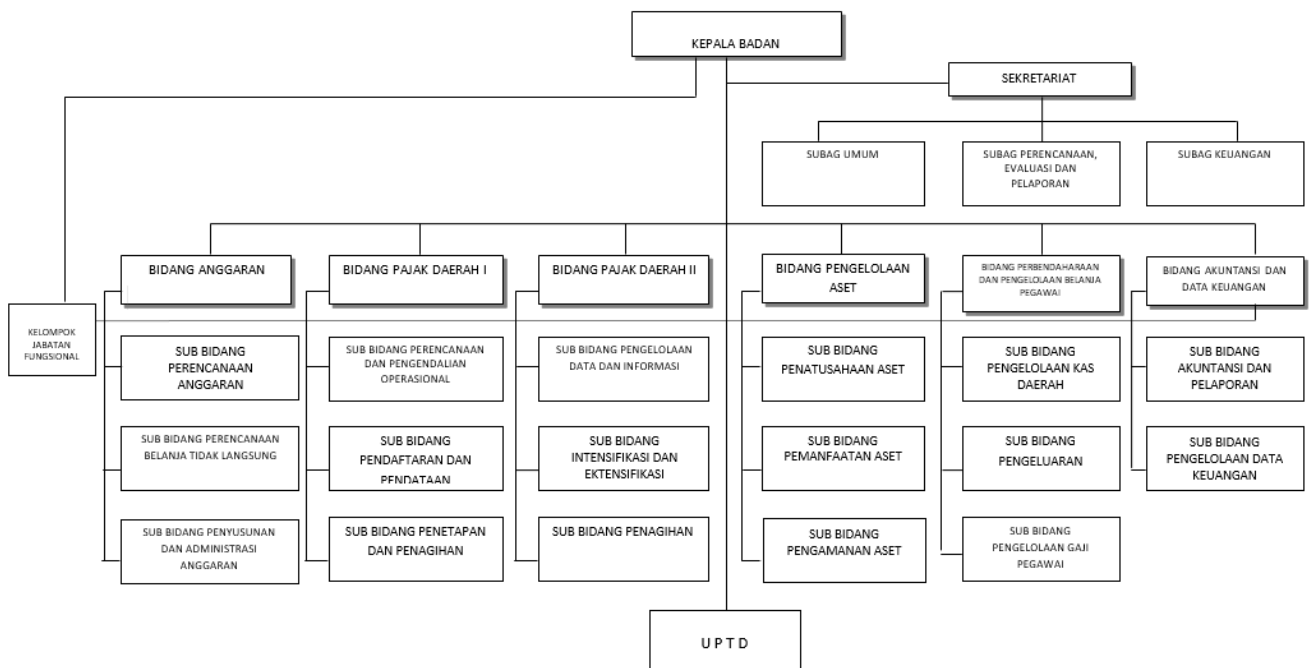 KEPALA BADAN
SEKRETARIAT
SUBAG UMUM
SUBAG PERENCANAAN,
EVALUASI DAN
PELAPORAN
SUBAG KEUANGAN
BIDANG ANGGARAN
BIDANG PAJAK DAERAH I
BIDANG PAJAK DAERAH II
BIDANG PENGELOLAAN
ASET
BIDANG PERBENDAHARAAN
DAN PENGELOLAAN BELANJA
PEGAWAI
BIDANG AKUNTANSI DAN
DATA KEUANGAN
KELOMPOK
JABATAN
FUNGSIONAL
SUB BIDANG
PERENCANAAN
ANGGARAN
SUB BIDANG PERENCANAAN
DAN PENGENDALIAN
OPERASIONAL
SUB BIDANG PENGELOLAAN
DATA DAN INFORMASI
SUB BIDANG
PENATUSAHAAN ASET
SUB BIDANG
PENGELOLAAN KAS
DAERAH
SUB BIDANG
AKUNTANSI DAN
PELAPORAN
SUB BIDANG PERENCANAAN
BELANJA TIDAK LANGSUNG
SUB BIDANG
PENDAFTARAN DAN
PENDATAAN
SUB BIDANG
INTENSIFIKASI DAN
EKTENSIFIKASI
SUB BIDANG
PEMANFAATAN ASET
SUB BIDANG
PENGELUARAN
SUB BIDANG
PENGELOLAAN DATA
KEUANGAN
SUB BIDANG PENYUSUNAN
DAN ADMINISTRASI
ANGGARAN
SUB BIDANG PENETAPAN
DAN PENAGIHAN
SUB BIDANG PENAGIHAN
SUB BIDANG
PENGAMANAN ASET
SUB BIDANG
PENGELOLAAN GAJI
PEGAWAI
U P T D